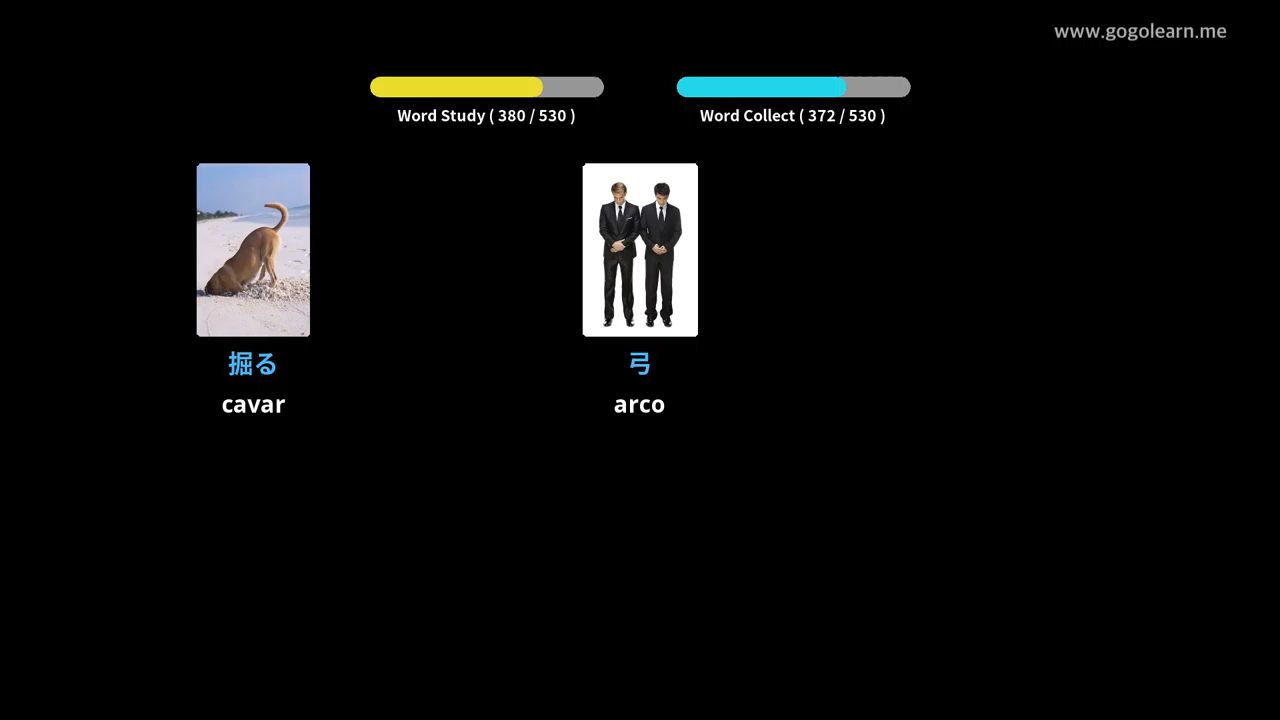 www.gogolearn.me
Word Study ( 380 / 530 )
Word Collect ( 372 / 530 )
掘る
弓
cavar
arco